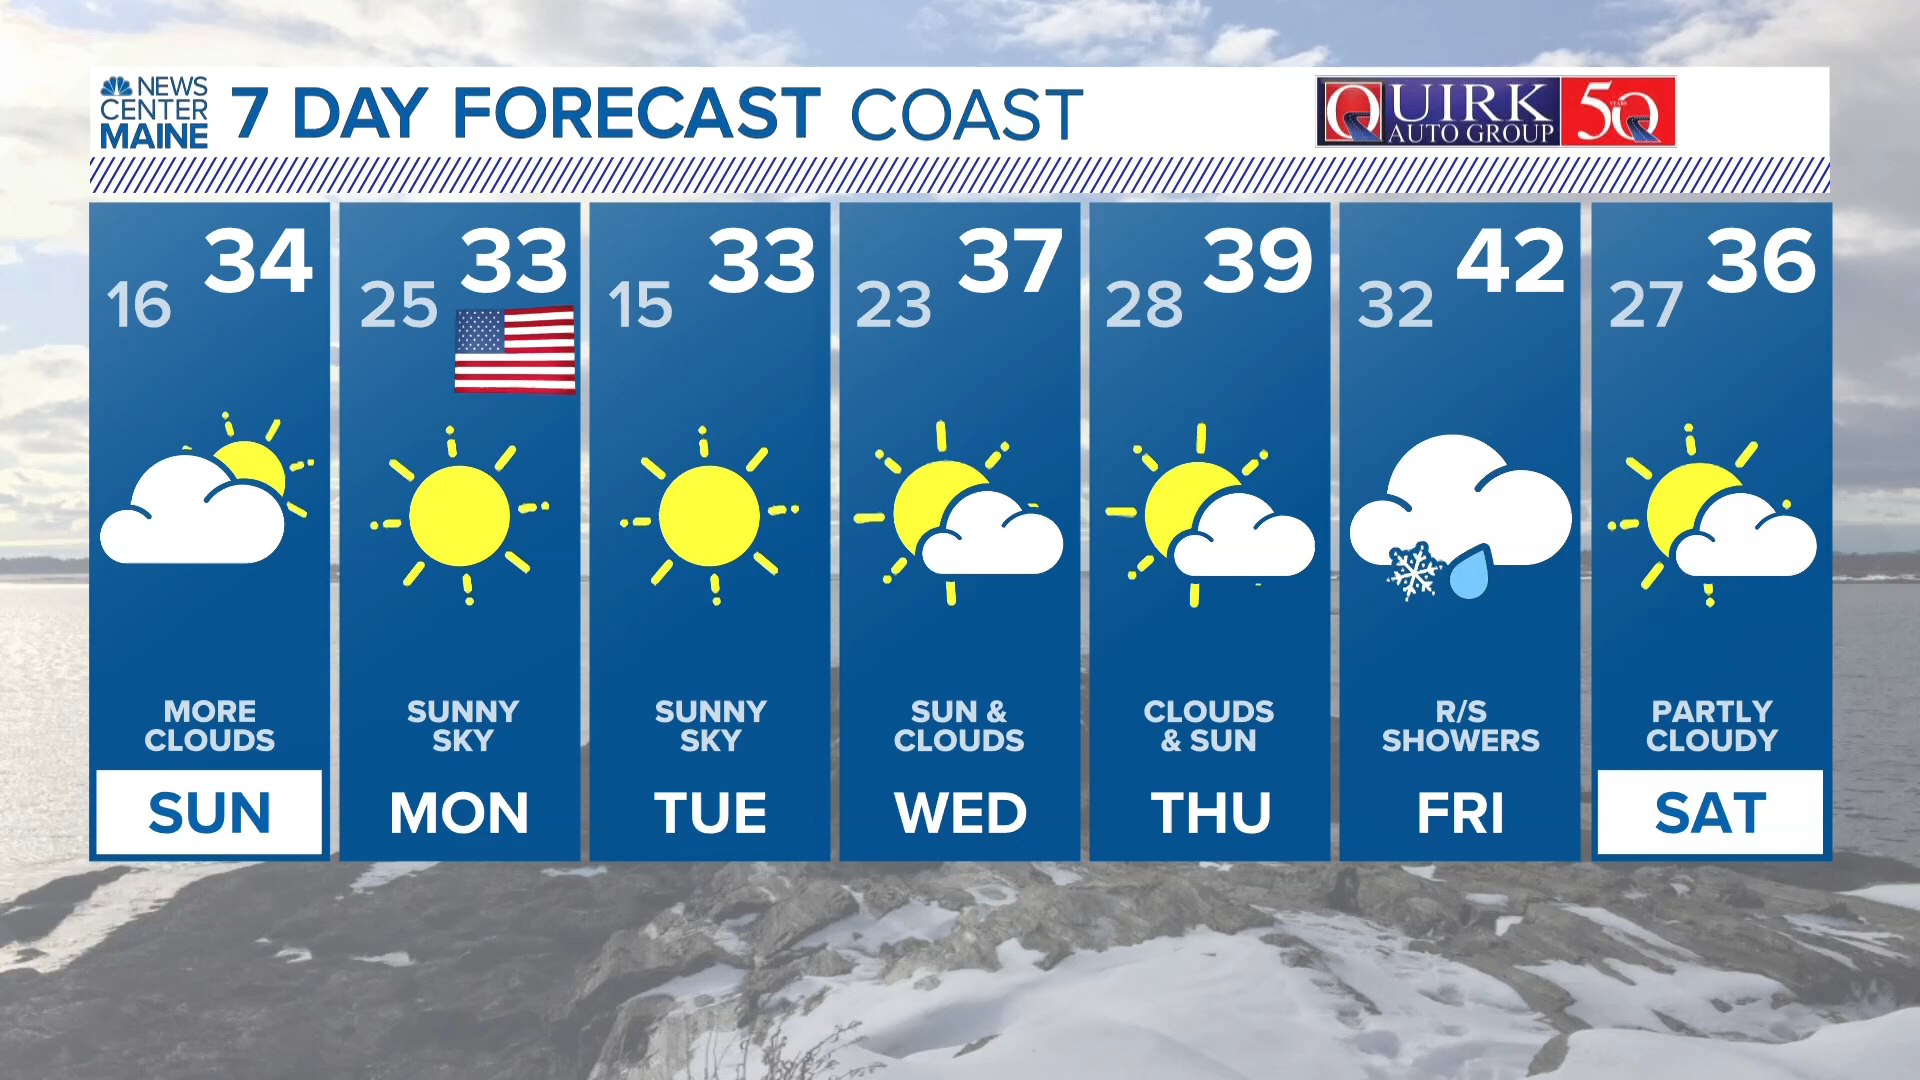 NEWS
CENTER
MAINE
7 DAY FORECAST COAST
QUIRK
AUTO GROUP
50
YEARS
16 34
25 33
15 33
23 37
28 39
32 42
27 36
MORE
CLOUDS
SUNNY
SKY
SUNNY
SKY
SUN &
CLOUDS
CLOUDS
& SUN
R/S
SHOWERS
PARTLY
CLOUDY
SUN
MON
TUE
WED
THU
FRI
SAT